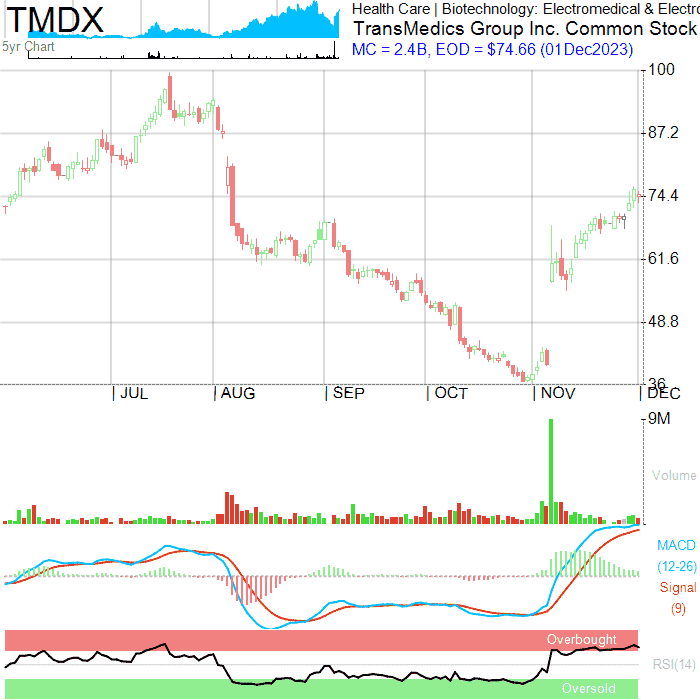 TMDX
5yr Chart
Health Care | Biotechnology: Electromedical & Electro
TransMedics Group Inc. Common Stock
MC = 2.4B, EOD = $74.66 (01Dec2023)
100
87.2
74.4
61.6
48.8
36
JUL AUG SEP OCT NOV DEC
9M
Volume
MACD
(12-26)
Signal
(9)
Overbought
RSI(14)
Oversold